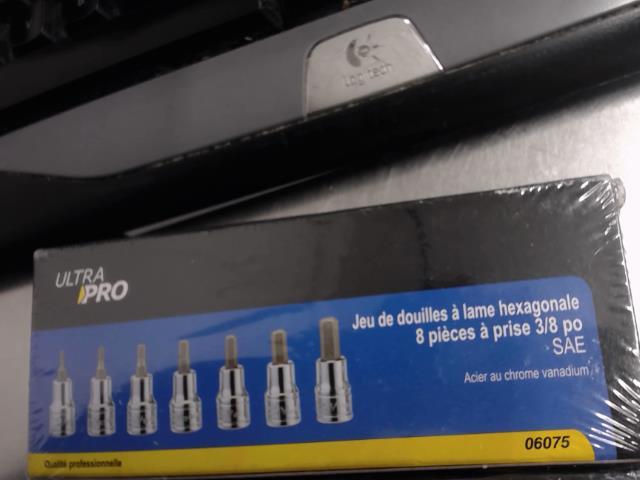 Logitech
ULTRA
PRO
Jeu de douilles à lame hexagonale
8 pièces à prise 3/8 po
SAE
Acier au chrome vanadium
06075
Qualité professionnelle